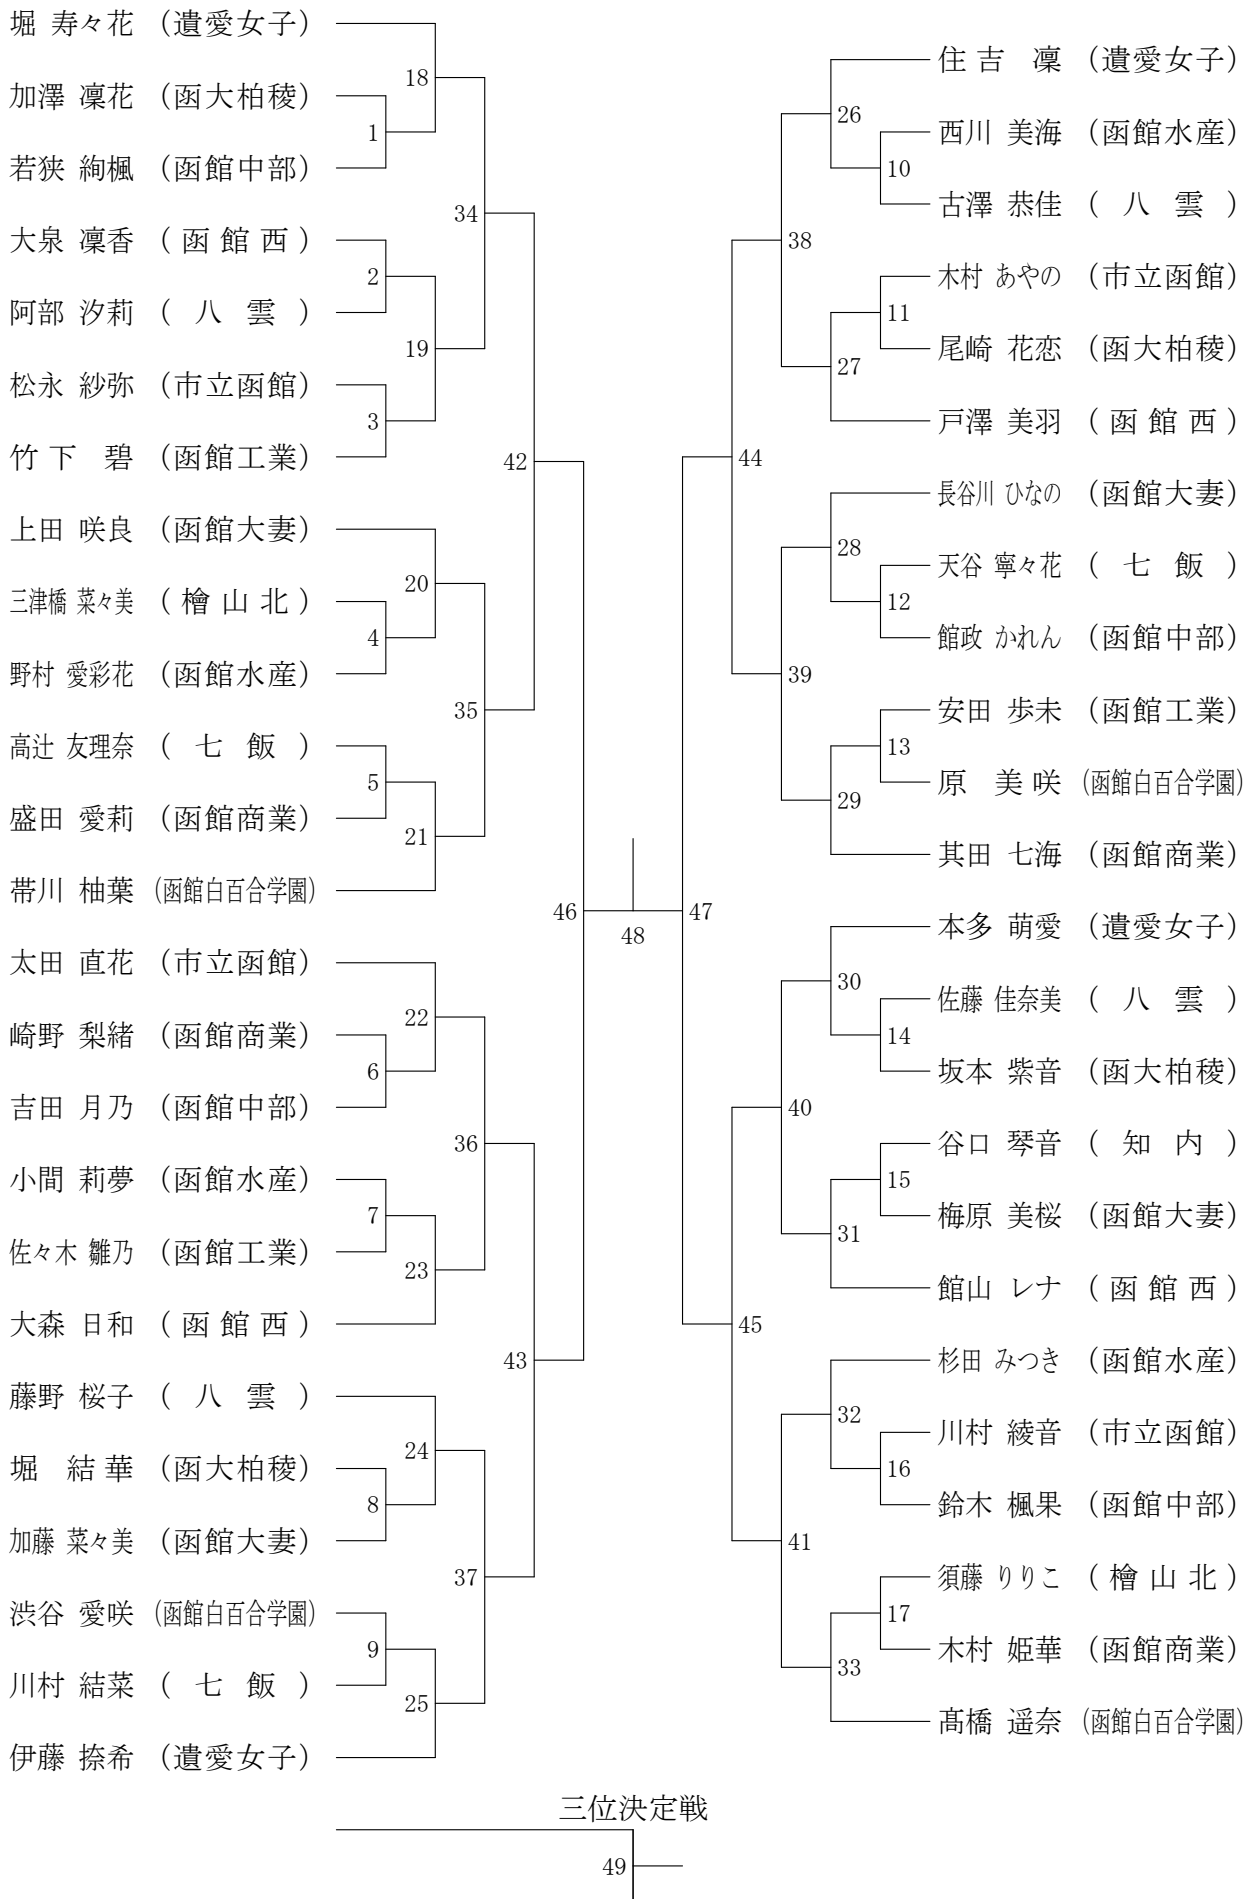 堀 寿々花 （遺愛女子）
加澤 凜花 （函大柏稜）
若狭 絢楓 （函館中部）
大泉 凜香 （函館西）
阿部 汐莉 （八雲）
松永 紗弥 （市立函館）
竹下 碧 （函館工業）
上田 咲良 （函館大妻）
三津橋 菜々美 （檜山北）
野村 愛彩花 （函館水産）
高辻 友理奈 （七飯）
盛田 愛莉 （函館商業）
帯川 柚葉 （函館白百合学園）
太田 直花 （市立函館）
崎野 梨緒 （函館商業）
吉田 月乃 （函館中部）
小間 莉夢 （函館水産）
佐々木 雛乃 （函館工業）
大森 日和 （函館西）
藤野 桜子 （八雲）
堀 結華 （函大柏稜）
加藤 菜々美 （函館大妻）
渋谷 愛咲 （函館白百合学園）
川村 結菜 （七飯）
伊藤 捺希 （遺愛女子）
1
2
3
4
5
6
7
8
9
18
19
20
21
22
23
24
25
34
35
36
37
42
43
46
48
47
44
45
38
39
40
41
26
27
28
29
30
31
32
33
10
11
12
13
14
15
16
17
住吉 凜 （遺愛女子）
西川 美海 （函館水産）
古澤 恭佳 （八雲）
木村 あやの （市立函館）
尾崎 花恋 （函大柏稜）
戸澤 美羽 （函館西）
長谷川 ひなの （函館大妻）
天谷 寧々花 （七飯）
館政 かれん （函館中部）
安田 歩未 （函館工業）
原 美咲 （函館白百合学園）
其田 七海 （函館商業）
本多 萌愛 （遺愛女子）
佐藤 佳奈美 （八雲）
坂本 紫音 （函大柏稜）
谷口 琴音 （知内）
梅原 美桜 （函館大妻）
館山 レナ （函館西）
杉田 みつき （函館水産）
川村 綾音 （市立函館）
鈴木 楓果 （函館中部）
須藤 りりこ （檜山北）
木村 姫華 （函館商業）
髙橋 遥奈 （函館白百合学園）
三位決定戦
49